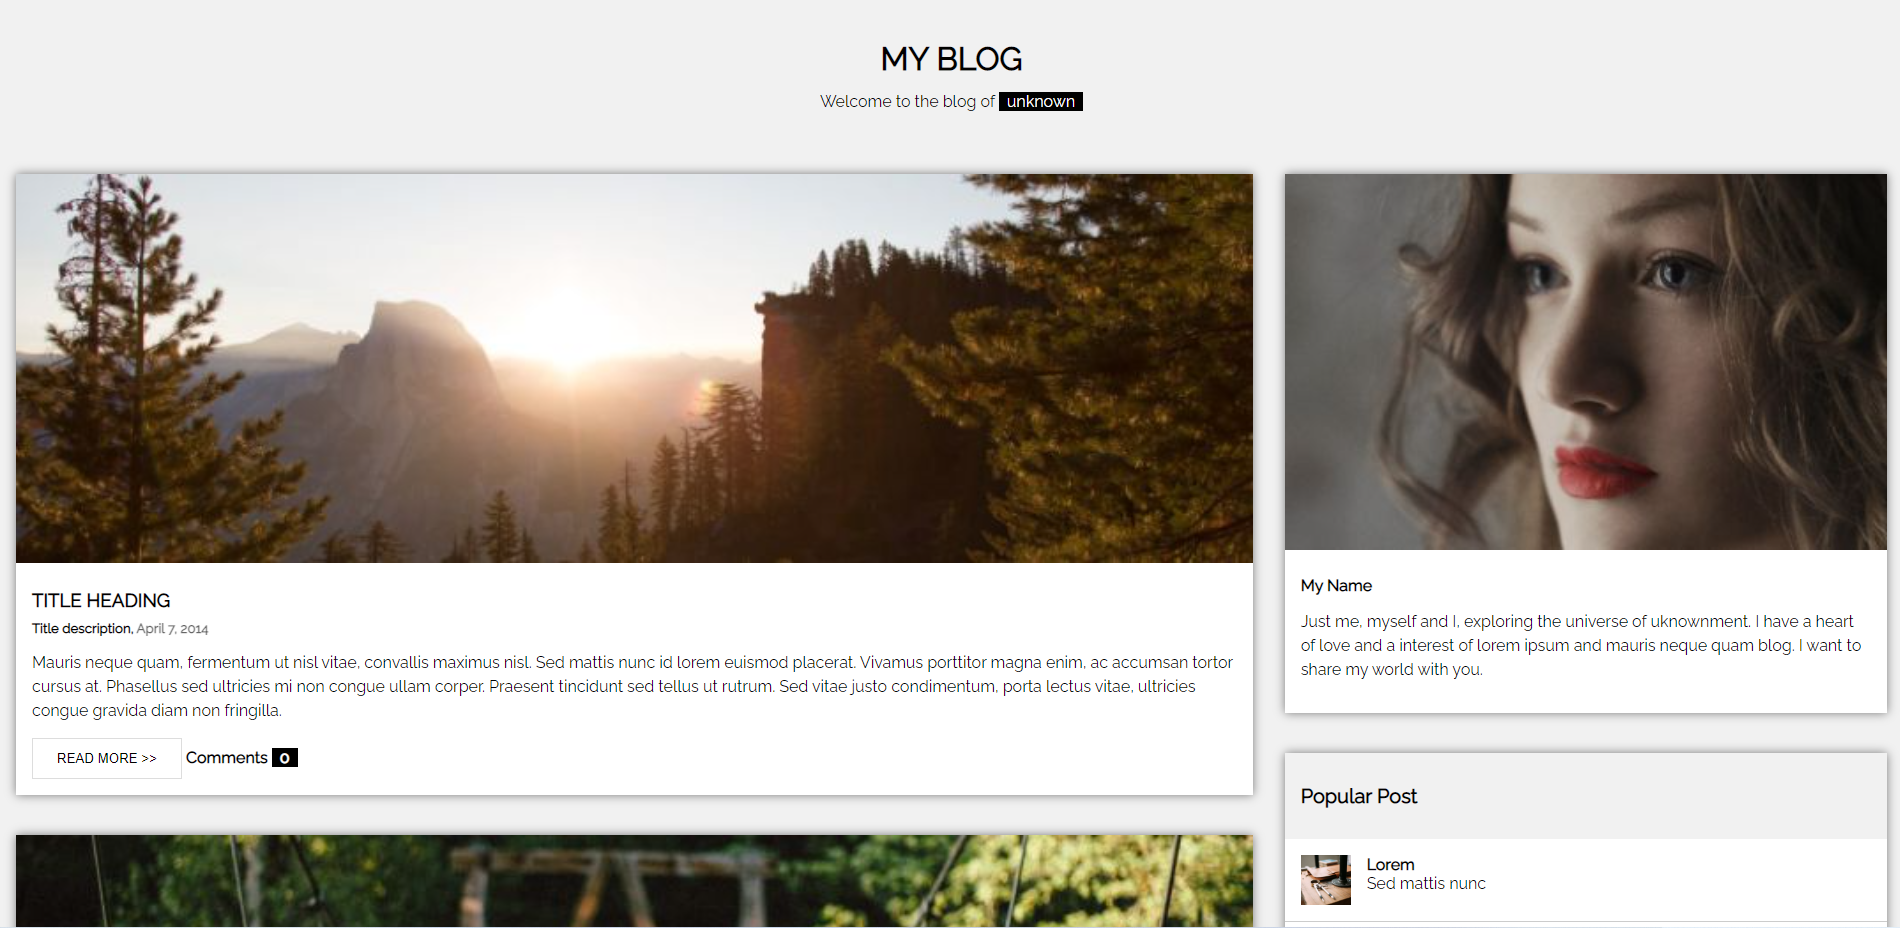 MY BLOG
Welcome to the blog of unknown
TITLE HEADING
Title description, April 7, 2014
Mauris neque quam, fermentum ut nisl vitae, convallis maximus nisl. Sed mattis nunc id lorem euismod placerat. Vivamus porttitor magna enim, ac accumsan tortor
cursus at. Phasellus sed ultricies mi non congue ullam corper. Praesent tincidunt sed tellus ut rutrum. Sed vitae justo condimentum, porta lectus vitae, ultricies
congue gravida diam non fringilla.
READ MORE >> Comments 0
My Name
Just me, myself and I, exploring the universe of uknownment. I have a heart
of love and a interest of lorem ipsum and mauris neque quam blog. I want to
share my world with you.
Popular Post
Lorem
Sed mattis nunc